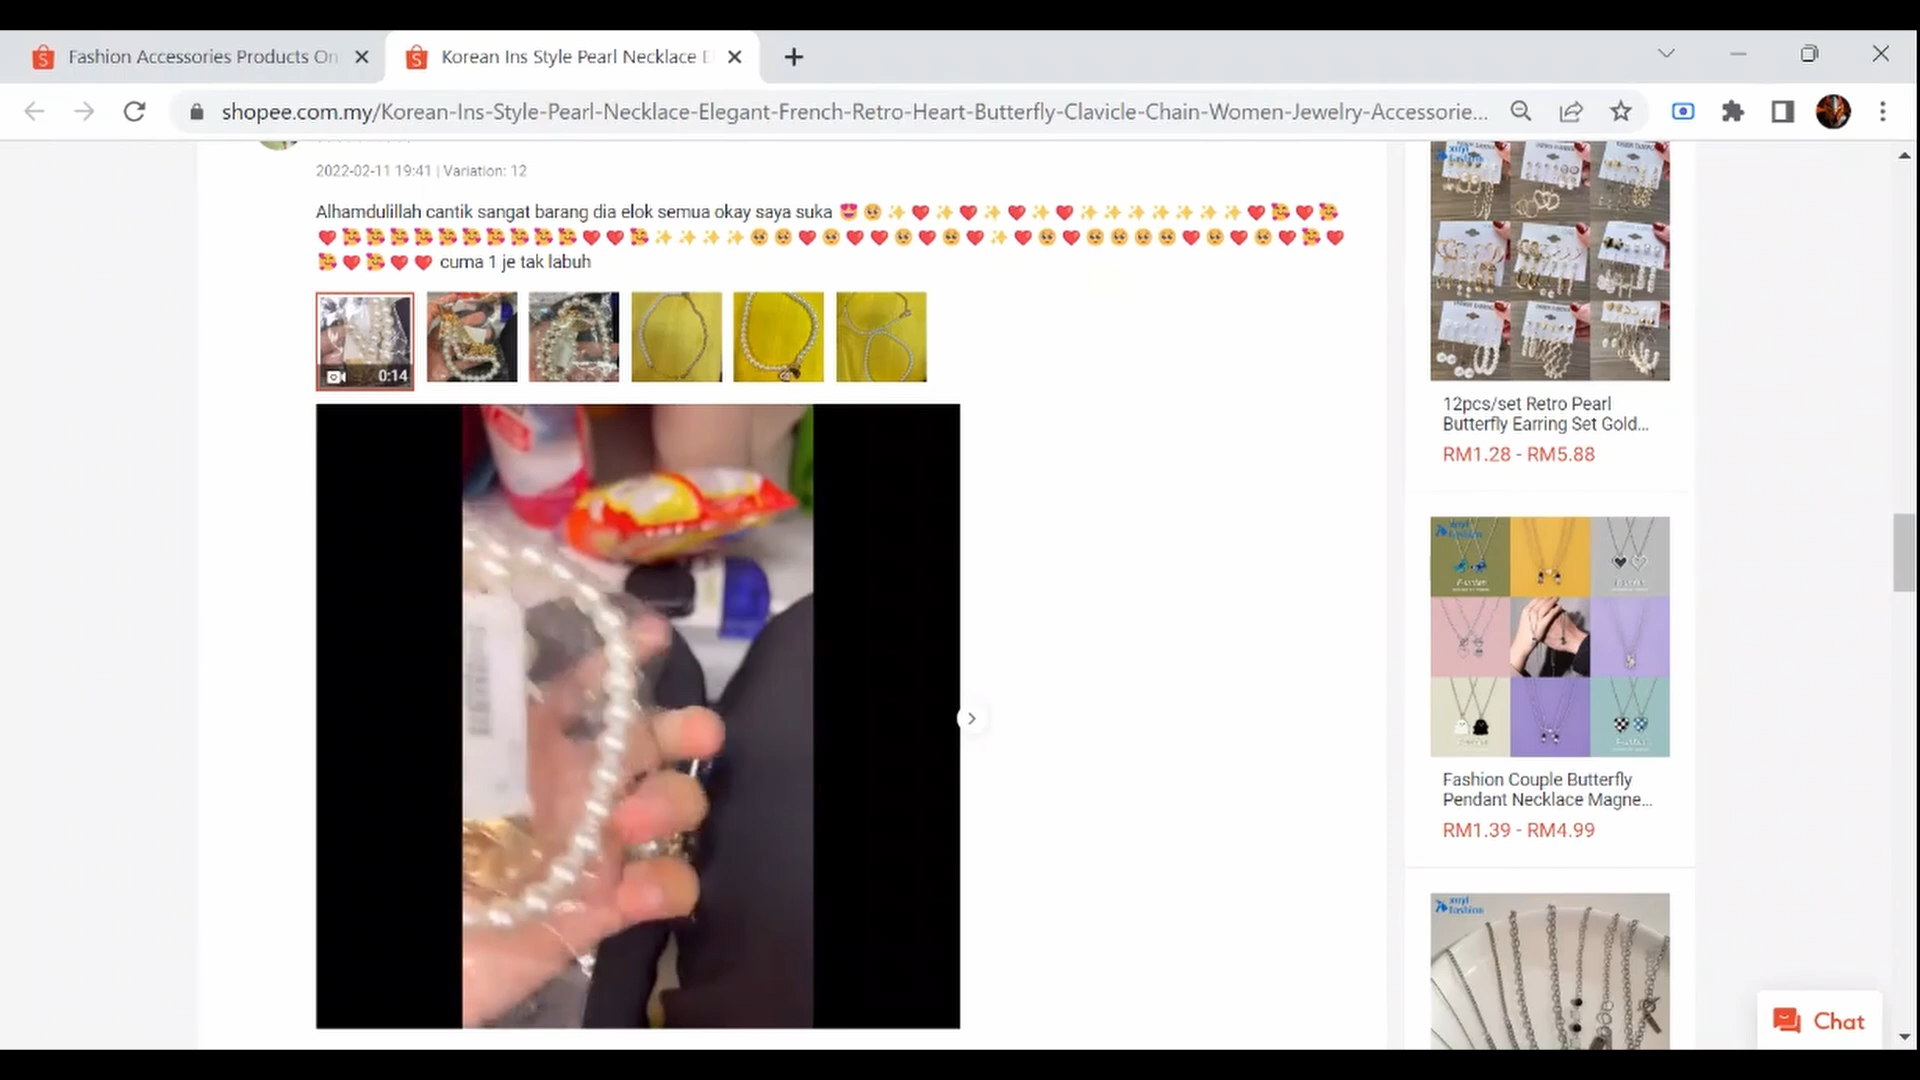 Fashion Accessories Products On
Korean Ins Style Pearl Necklace E
shopee.com.my/Korean-Ins-Style-Pearl-Necklace-Elegant-French-Retro-Heart-Butterfly-Clavicle-Chain-Women-Jewelry-Accessorie...
2022-02-11 19:41 | Variation: 12
Alhamdulillah cantik sangat barang dia elok semua okay saya suka
cuma 1 je tak labuh
0:14
12pcs/set Retro Pearl
Butterfly Earring Set Gold...
RM1.28 - RM5.88
Fashion Couple Butterfly
Pendant Necklace Magne...
RM1.39 - RM4.99
Chat